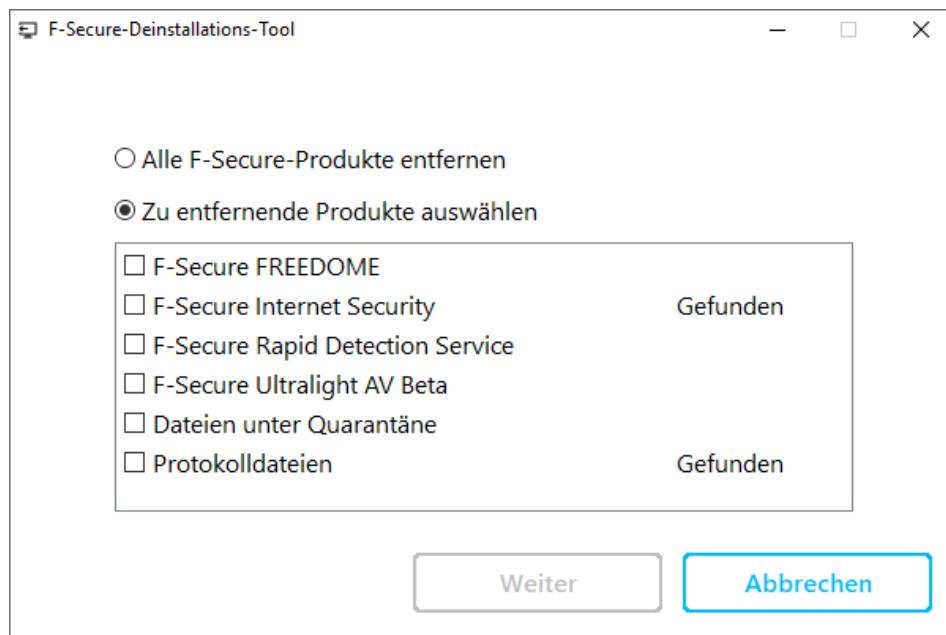 F-Secure-Deinstallations-Tool
Alle F-Secure-Produkte entfernen
Zu entfernende Produkte auswählen
F-Secure FREEDOME
F-Secure Internet Security Gefunden
F-Secure Rapid Detection Service
F-Secure Ultralight AV Beta
Dateien unter Quarantäne
Protokolldateien Gefunden
Weiter Abbrechen